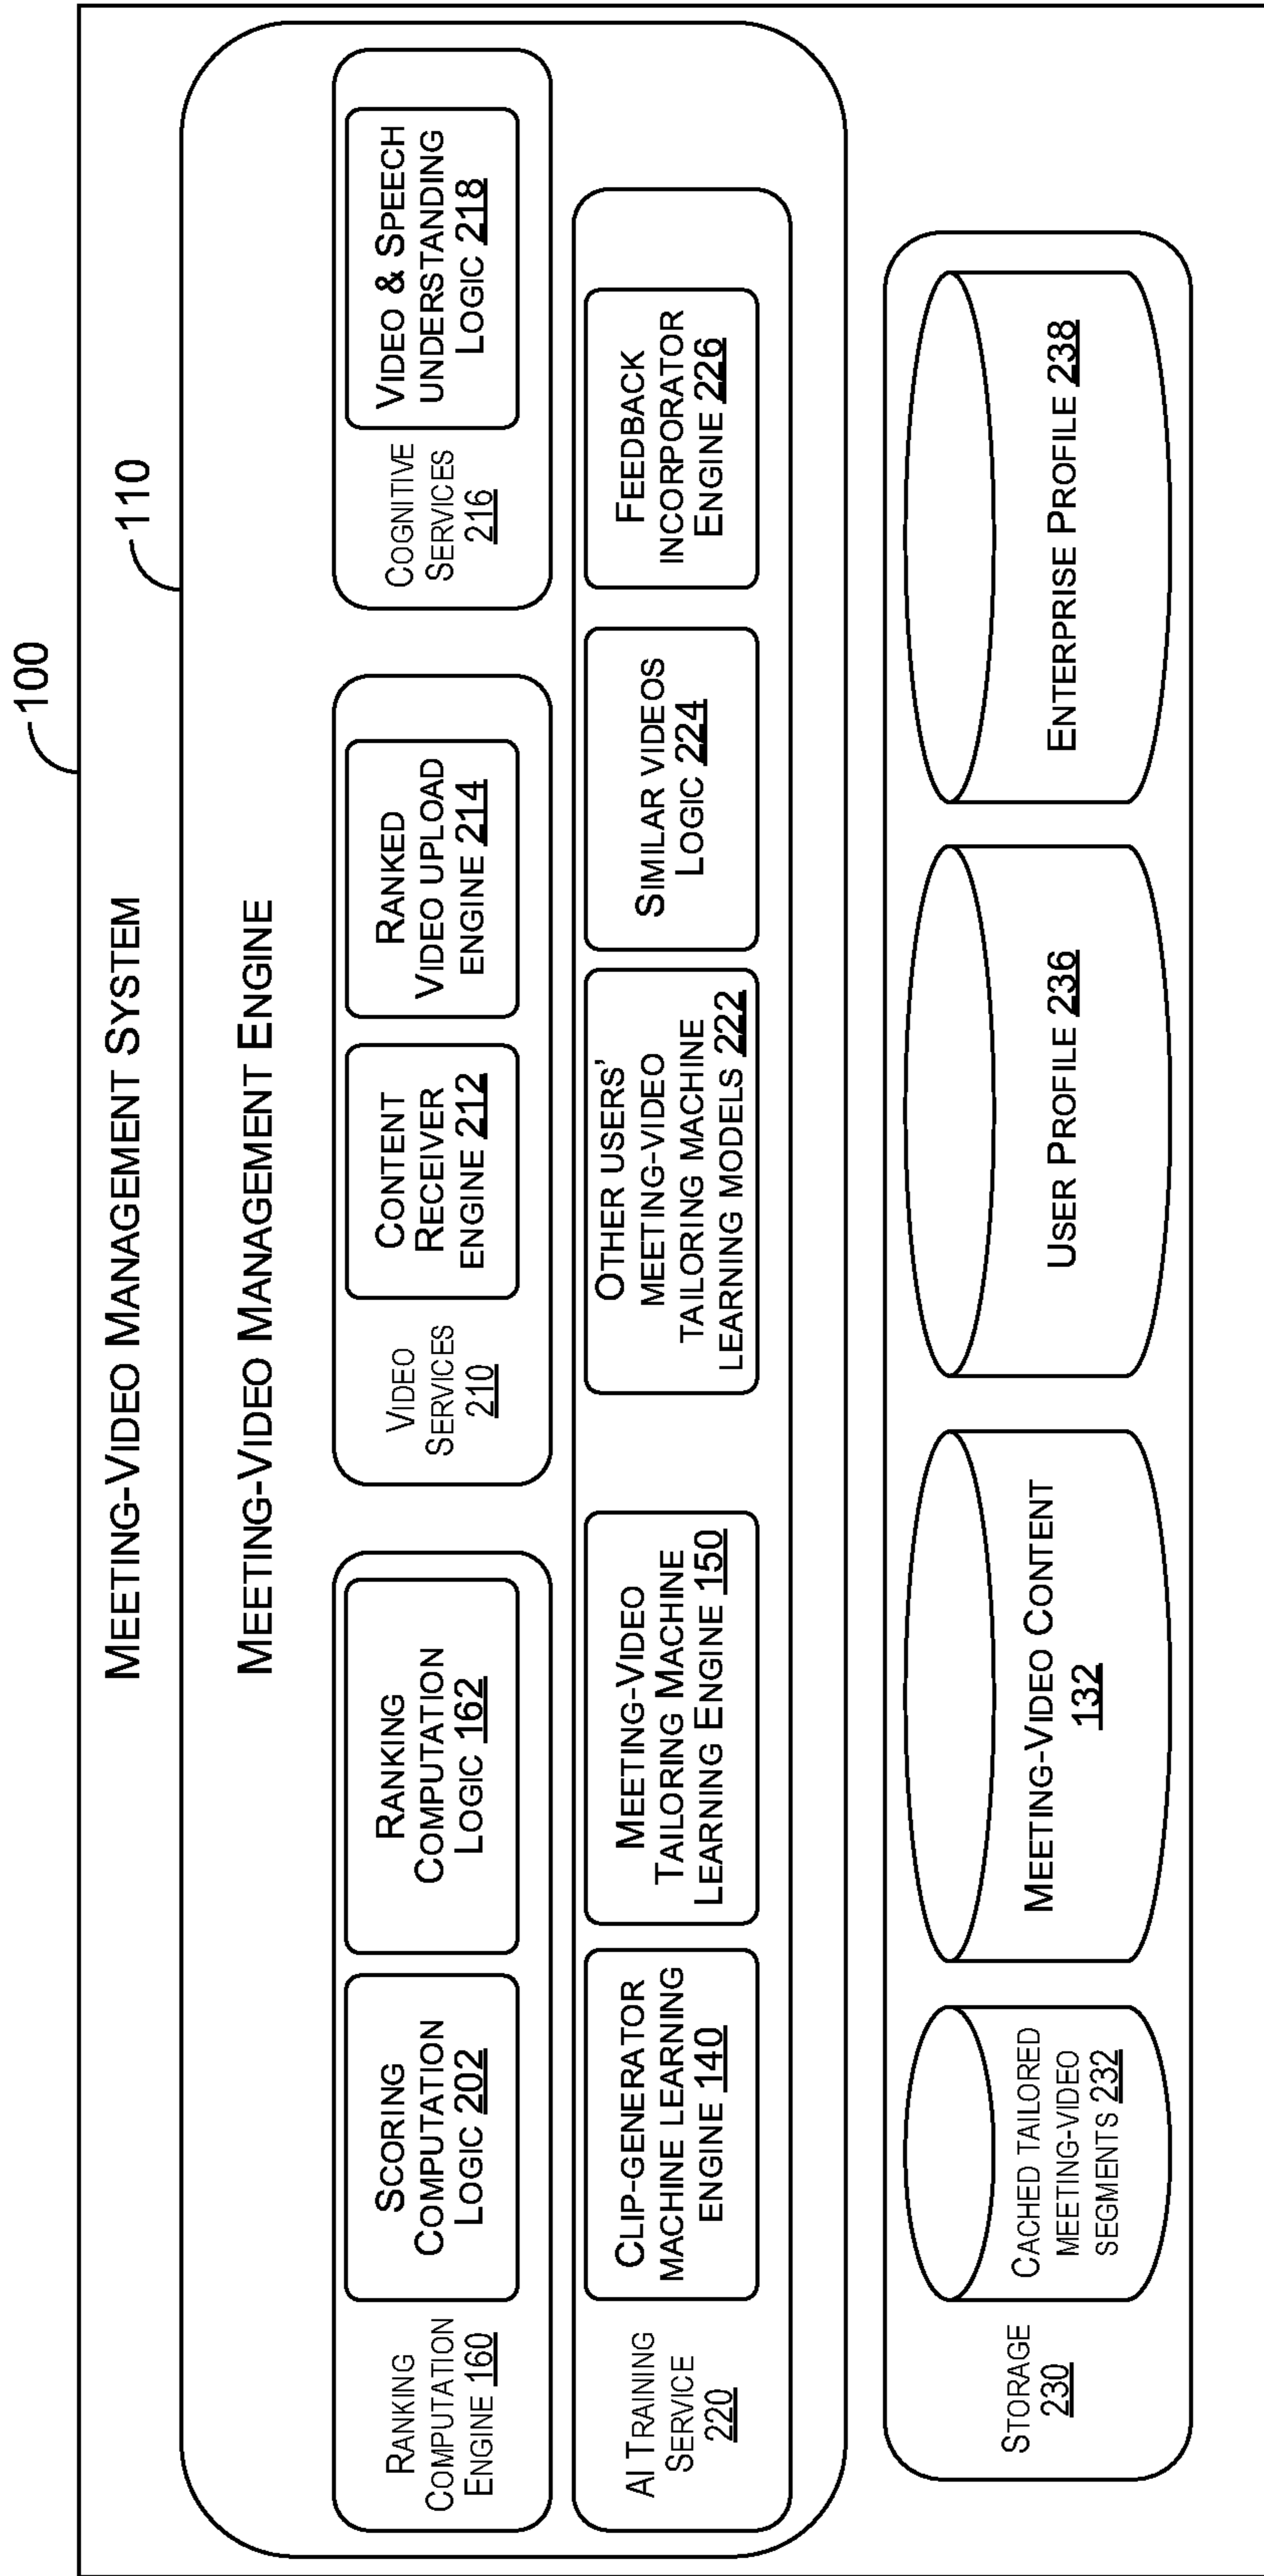 100
MEETING-VIDEO MANAGEMENT SYSTEM
110
MEETING-VIDEO MANAGEMENT ENGINE
RANKING
COMPUTATION
ENGINE 160
SCORING
COMPUTATION
LOGIC 202
RANKING
COMPUTATION
LOGIC 162
VIDEO
SERVICES
210
CONTENT
RECEIVER
ENGINE 212
RANKED
VIDEO UPLOAD
ENGINE 214
COGNITIVE
SERVICES
216
VIDEO & SPEECH
UNDERSTANDING
LOGIC 218
AI TRAINING
SERVICE
220
CLIP-GENERATOR
MACHINE LEARNING
ENGINE 140
MEETING-VIDEO
TAILORING MACHINE
LEARNING ENGINE 150
OTHER USERS'
MEETING-VIDEO
TAILORING MACHINE
LEARNING MODELS 222
SIMILAR VIDEOS
LOGIC 224
FEEDBACK
INCORPORATOR
ENGINE 226
STORAGE
230
CACHED TAILORED
MEETING-VIDEO
SEGMENTS 232
MEETING-VIDEO CONTENT
132
USER PROFILE 236
ENTERPRISE PROFILE 238